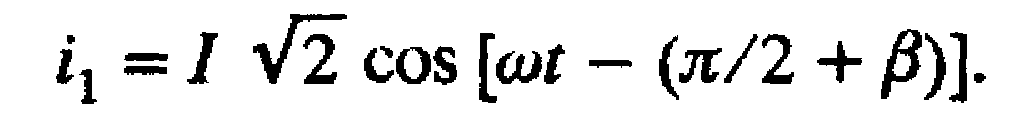 i₁ = I √2 cos [ωt − (π/2 + β)].